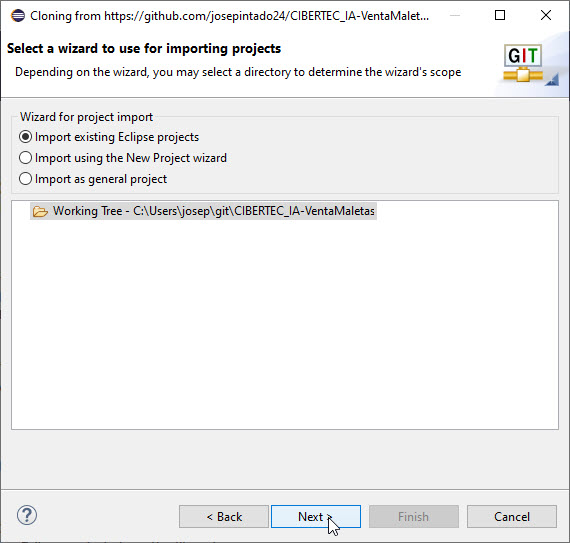 Cloning from https://github.com/josepintado24/CIBERTEC_IA-VentaMalet...
Select a wizard to use for importing projects
Depending on the wizard, you may select a directory to determine the wizard's scope
GIT
Wizard for project import
Import existing Eclipse projects
Import using the New Project wizard
Import as general project
Working Tree - C:\Users\josep\git\CIBERTEC_IA-VentaMaletas
?
< Back
Next >
Finish
Cancel